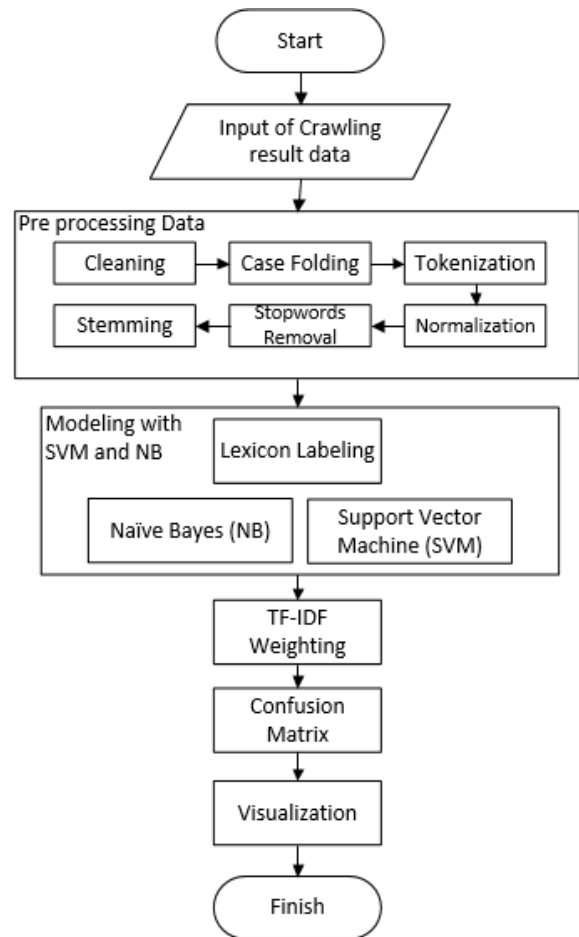 Start
Input of Crawling
result data
Pre processing Data
Cleaning
Case Folding
Tokenization
Normalization
Stopwords
Removal
Stemming
Modeling with
SVM and NB
Lexicon Labeling
Naïve Bayes (NB)
Support Vector
Machine (SVM)
TF-IDF
Weighting
Confusion
Matrix
Visualization
Finish